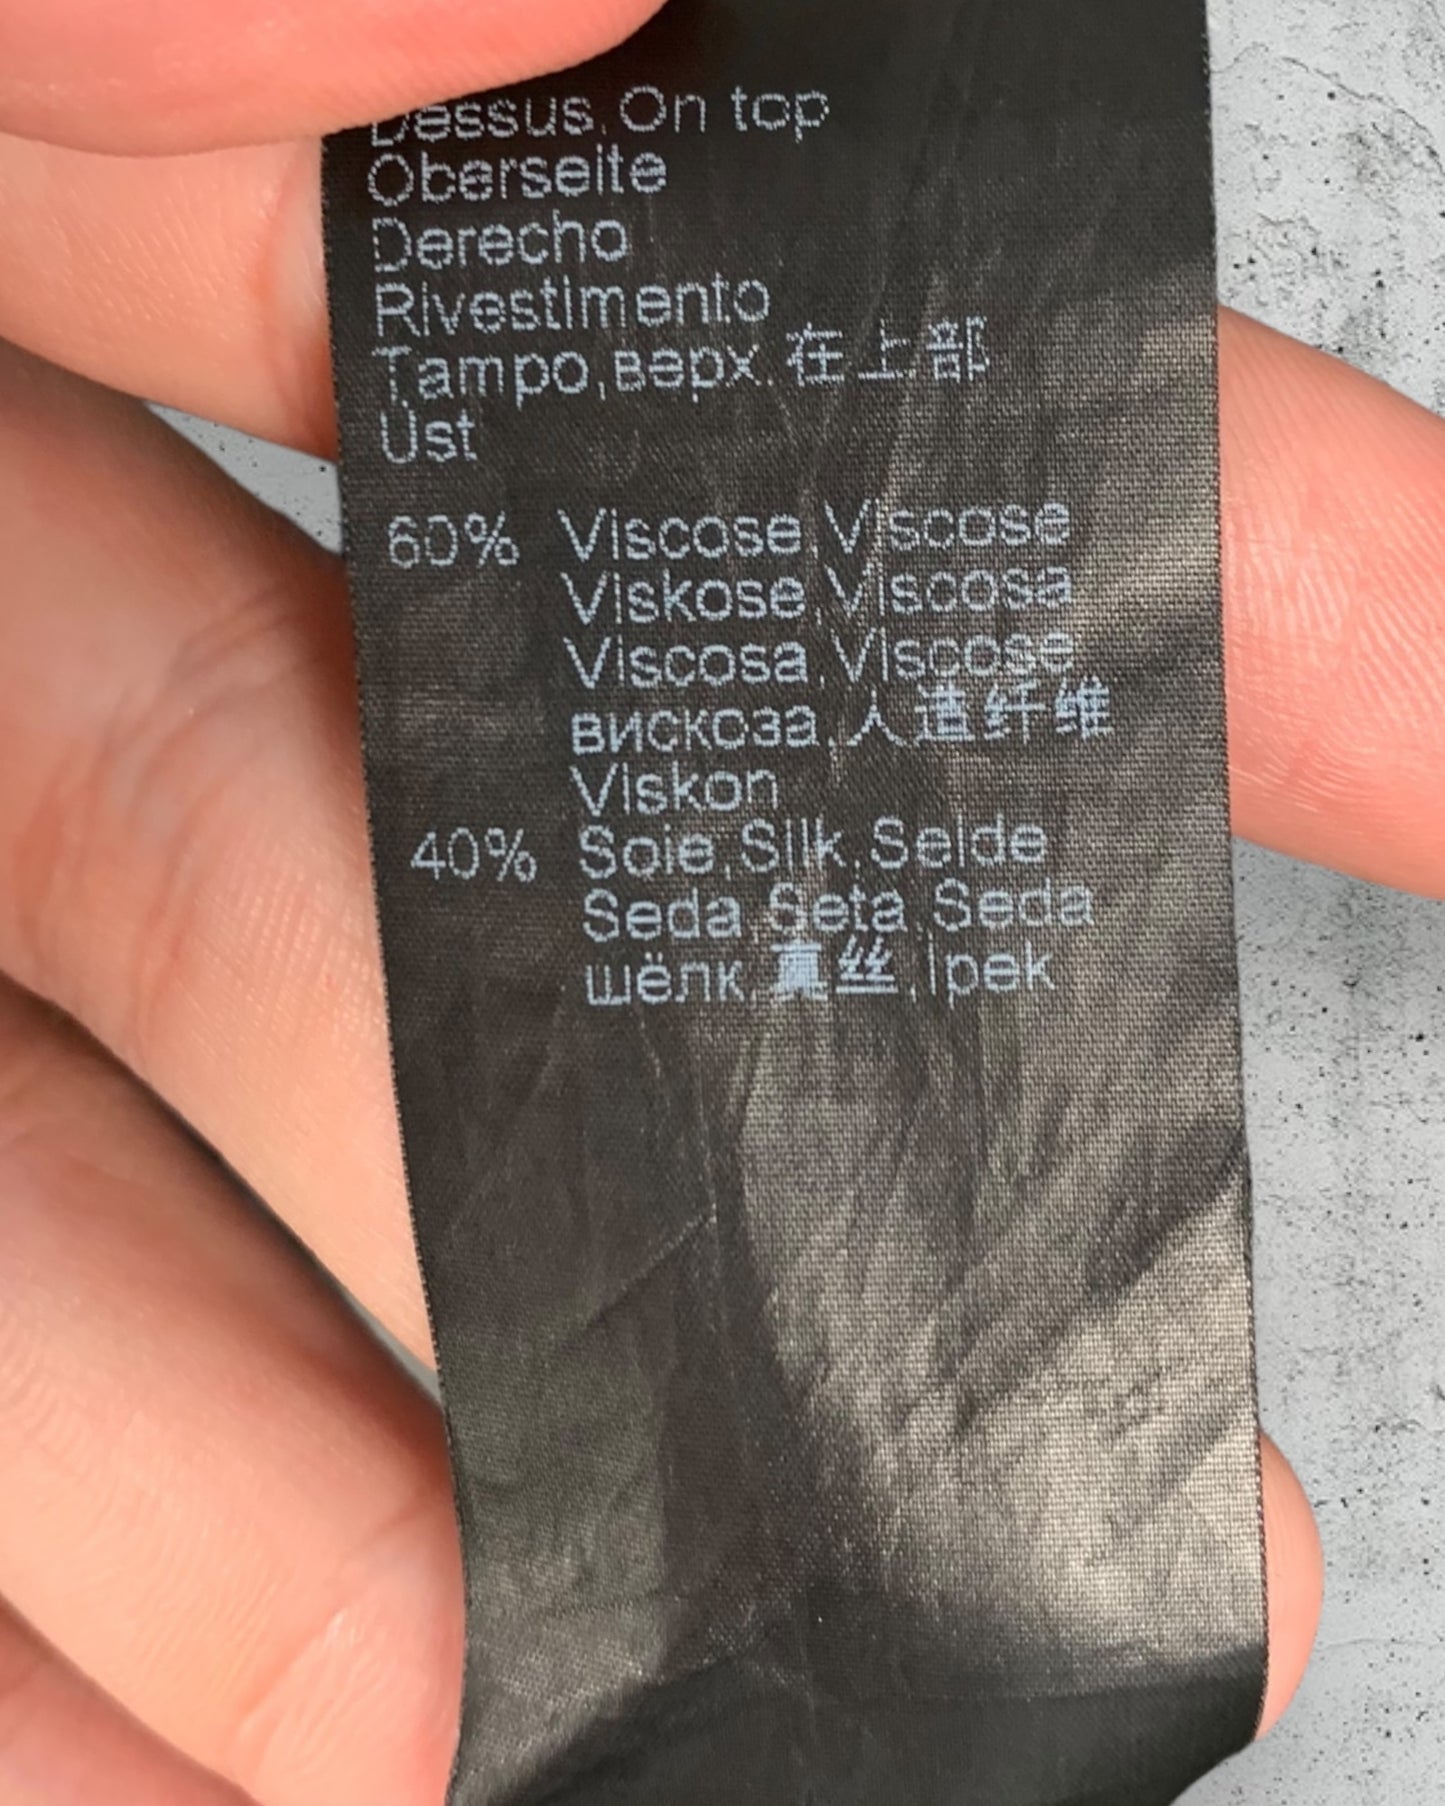 Dessus,On top
Oberseite
Derecho
Rivestimento
Tampo,верх,在上部
Üst
60% Viscose,Viscose
Viskose,Viscosa
Viscosa,Viscose
вискоза,人造纤维
Viskon
40% Soie,Silk,Seide
Seda,Seta,Seda
шёлк,真丝,Ipek